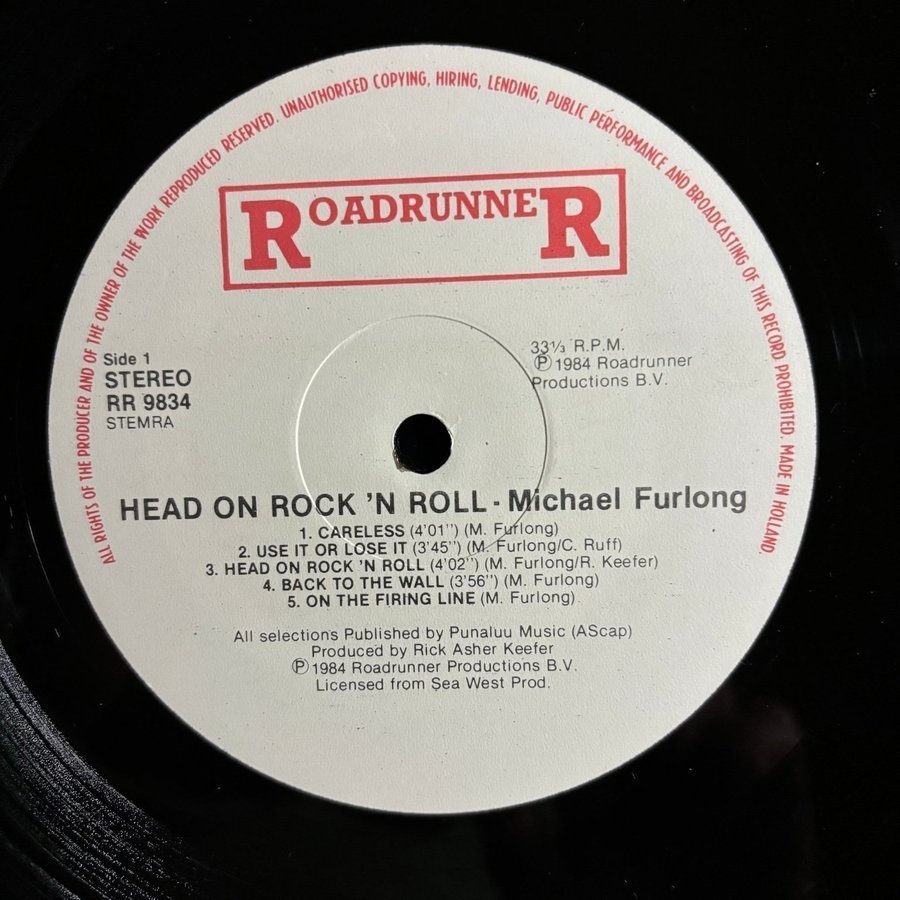 ALL RIGHTS OF THE PRODUCER AND OF THE OWNER OF THE WORK REPRODUCED RESERVED. UNAUTHORISED COPYING, HIRING, LENDING, PUBLIC PERFORMANCE AND BROADCASTING OF THIS RECORD PROHIBITED. MADE IN HOLLAND.
ROADRUNNER
Side 1
STEREO
RR 9834
STEMRA
33⅓ R.P.M.
℗ 1984 Roadrunner
Productions B.V.
HEAD ON ROCK 'N ROLL - Michael Furlong
1. CARELESS (4'01'') (M. Furlong)
2. USE IT OR LOSE IT (3'45'') (M. Furlong/C. Ruff)
3. HEAD ON ROCK 'N ROLL (4'02'') (M. Furlong/R. Keefer)
4. BACK TO THE WALL (3'56'') (M. Furlong)
5. ON THE FIRING LINE (M. Furlong)
All selections Published by Punaluu Music (AScap)
Produced by Rick Asher Keefer
℗ 1984 Roadrunner Productions B.V.
Licensed from Sea West Prod.